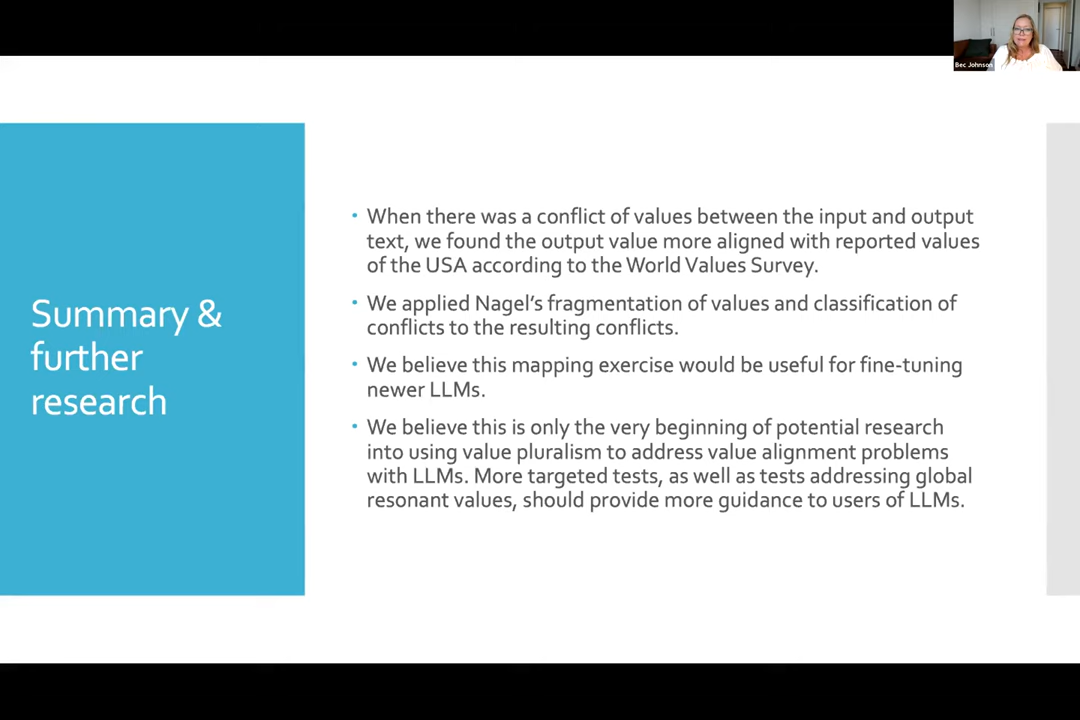 Bec Johnson
Summary &
further
research
• When there was a conflict of values between the input and output
text, we found the output value more aligned with reported values
of the USA according to the World Values Survey.
• We applied Nagel's fragmentation of values and classification of
conflicts to the resulting conflicts.
• We believe this mapping exercise would be useful for fine-tuning
newer LLMs.
• We believe this is only the very beginning of potential research
into using value pluralism to address value alignment problems
with LLMs. More targeted tests, as well as tests addressing global
resonant values, should provide more guidance to users of LLMs.